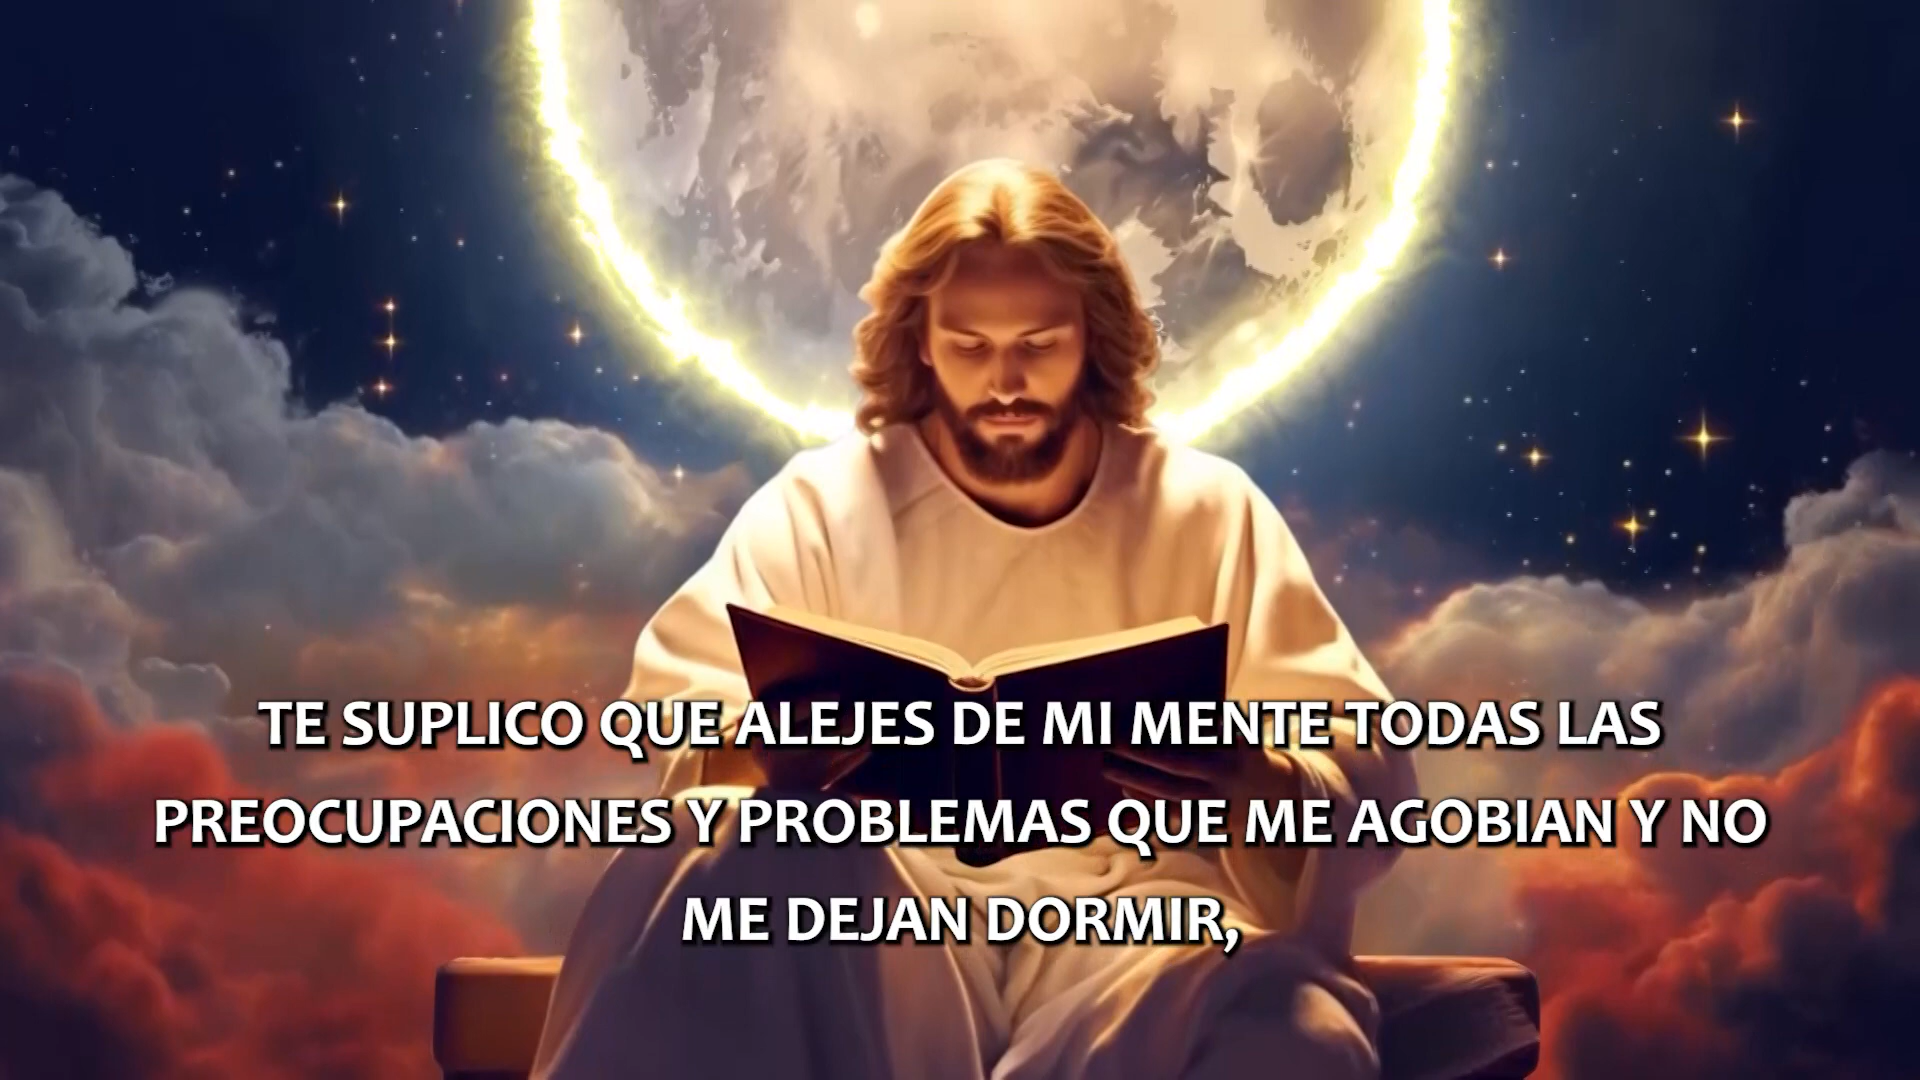 TE SUPLICO QUE ALEJES DE MI MENTE TODAS LAS
PREOCUPACIONES Y PROBLEMAS QUE ME AGOBIAN Y NO
ME DEJAN DORMIR,